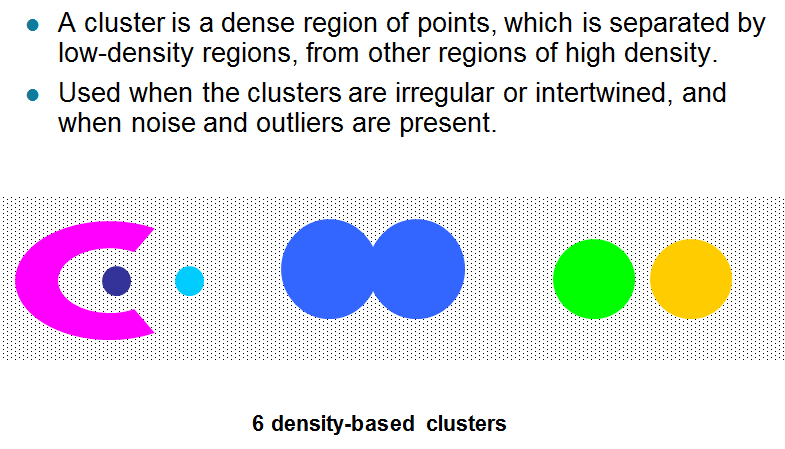 A cluster is a dense region of points, which is separated by
low-density regions, from other regions of high density.
Used when the clusters are irregular or intertwined, and
when noise and outliers are present.
6 density-based clusters